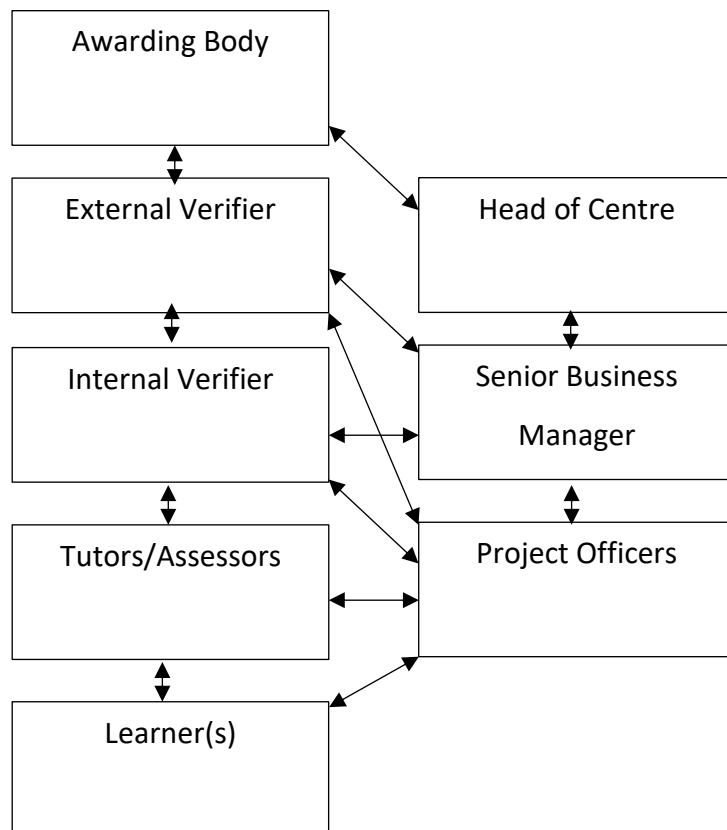 Awarding Body
External Verifier
Head of Centre
Internal Verifier
Senior Business
Manager
Tutors/Assessors
Project Officers
Learner(s)